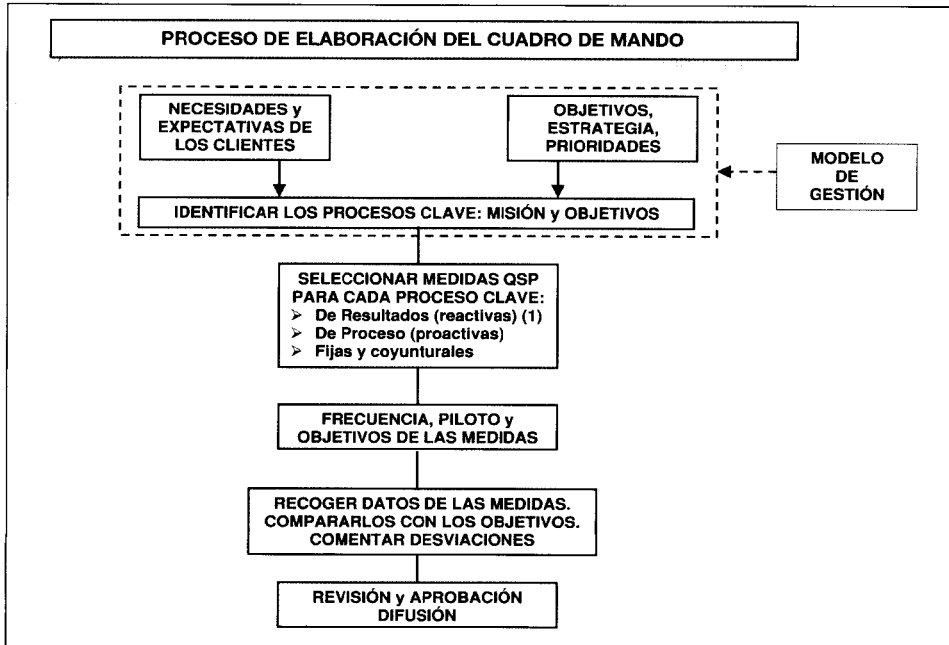 PROCESO DE ELABORACIÓN DEL CUADRO DE MANDO
NECESIDADES y
EXPECTATIVAS DE
LOS CLIENTES
OBJETIVOS,
ESTRATEGIA,
PRIORIDADES
MODELO
DE
GESTIÓN
IDENTIFICAR LOS PROCESOS CLAVE: MISIÓN y OBJETIVOS
SELECCIONAR MEDIDAS QSP
PARA CADA PROCESO CLAVE:
➢ De Resultados (reactivas) (1)
➢ De Proceso (proactivas)
➢ Fijas y coyunturales
FRECUENCIA, PILOTO y
OBJETIVOS DE LAS MEDIDAS
RECOGER DATOS DE LAS MEDIDAS.
COMPARARLOS CON LOS OBJETIVOS.
COMENTAR DESVIACIONES
REVISIÓN y APROBACIÓN
DIFUSIÓN